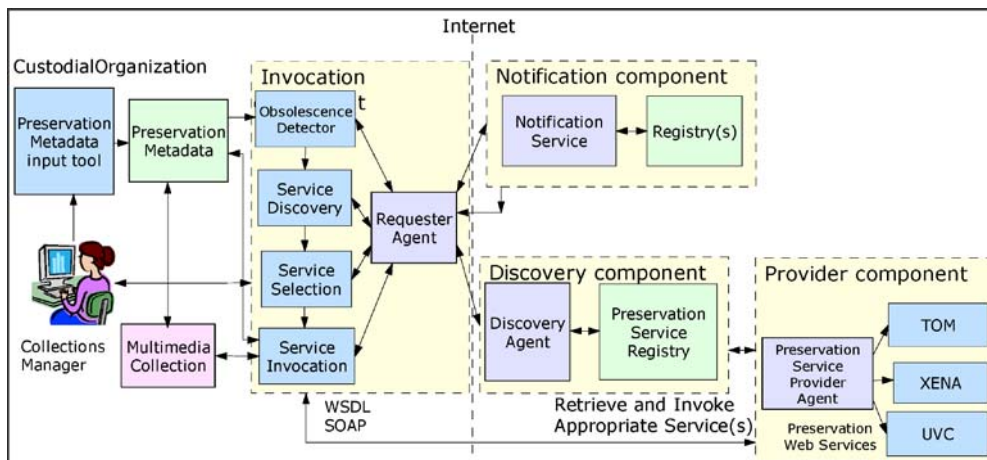 Internet
CustodialOrganization
Preservation
Metadata
input tool
Preservation
Metadata
Collections
Manager
Multimedia
Collection
Invocation
t
Obsolescence
Detector
Service
Discovery
Service
Selection
Service
Invocation
Requester
Agent
WSDL
SOAP
Notification component
Notification
Service
Registry(s)
Discovery component
Discovery
Agent
Preservation
Service
Registry
Retrieve and Invoke
Appropriate Service(s)
Provider component
Preservation
Service
Provider
Agent
TOM
XENA
UVC
Preservation
Web Services